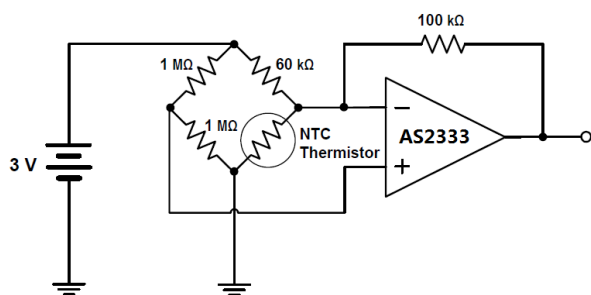 100 kΩ
1 MΩ
60 kΩ
1 MΩ
NTC
Thermistor
3 V
−
AS2333
+